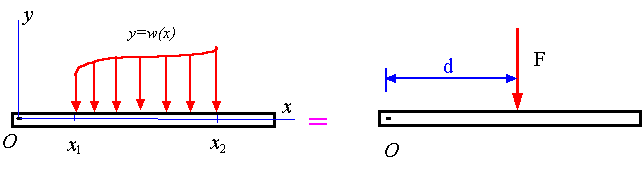 y
y=w(x)
x
O
x₁
x₂
=
d
F
O